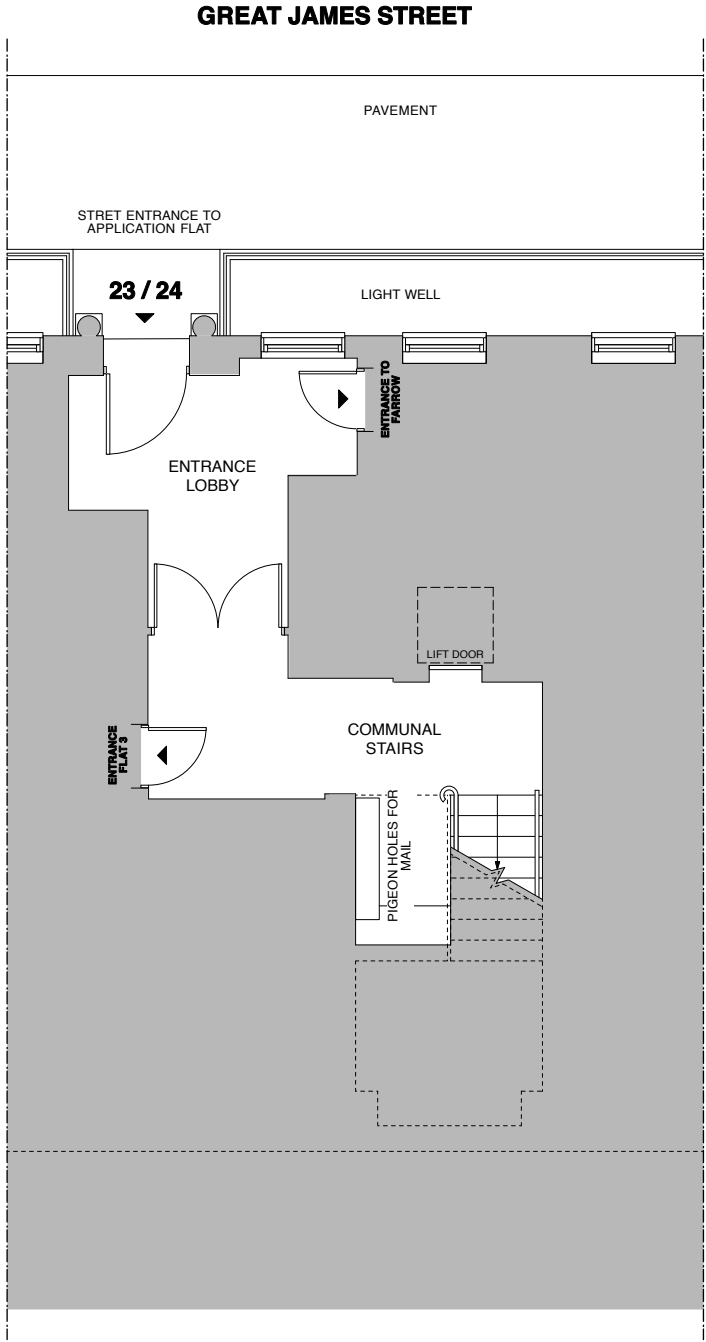 GREAT JAMES STREET
PAVEMENT
STRET ENTRANCE TO
APPLICATION FLAT
23 / 24
LIGHT WELL
ENTRANCE TO
FARROW
ENTRANCE
LOBBY
LIFT DOOR
ENTRANCE
FLAT 3
COMMUNAL
STAIRS
PIGEON HOLES FOR
MAIL